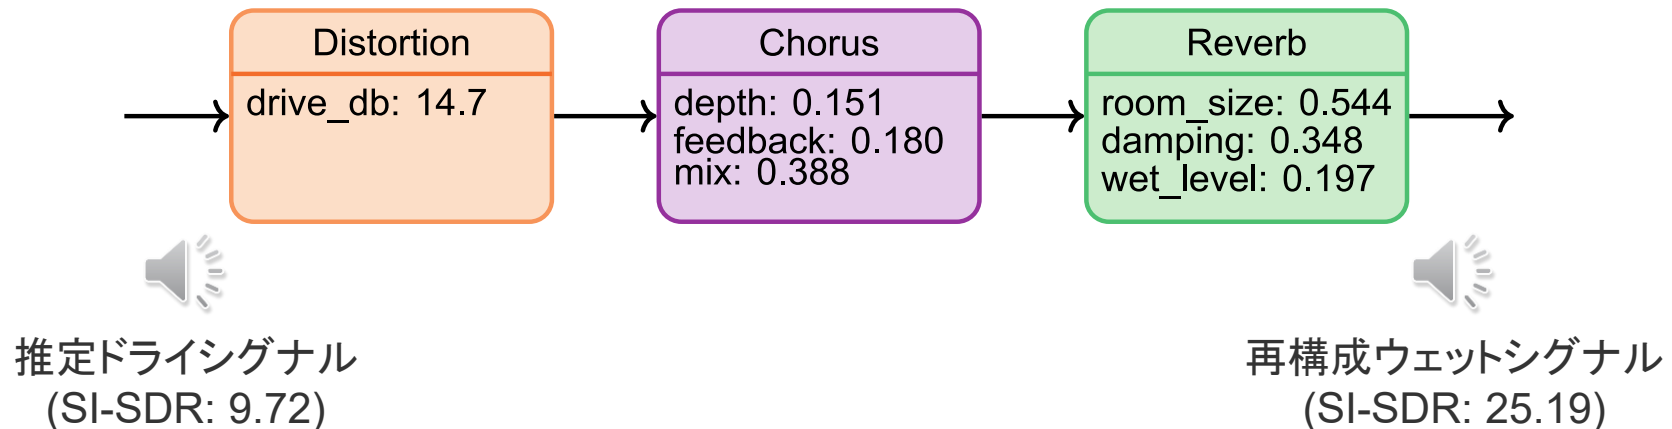 Distortion
drive_db: 14.7
Chorus
depth: 0.151
feedback: 0.180
mix: 0.388
Reverb
room_size: 0.544
damping: 0.348
wet_level: 0.197
推定ドライシグナル
(SI-SDR: 9.72)
再構成ウェットシグナル
(SI-SDR: 25.19)